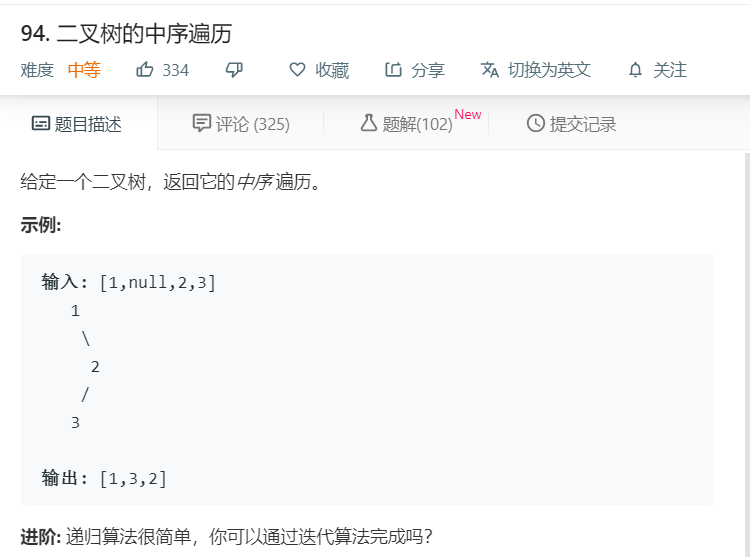 94. 二叉树的中序遍历
难度 中等 334 收藏 分享 切换为英文 关注
题目描述 评论 (325) 题解(102) New 提交记录
给定一个二叉树，返回它的中序 遍历。
示例:
输入: [1,null,2,3]
1
\
2
/
3
输出: [1,3,2]
进阶: 递归算法很简单，你可以通过迭代算法完成吗？